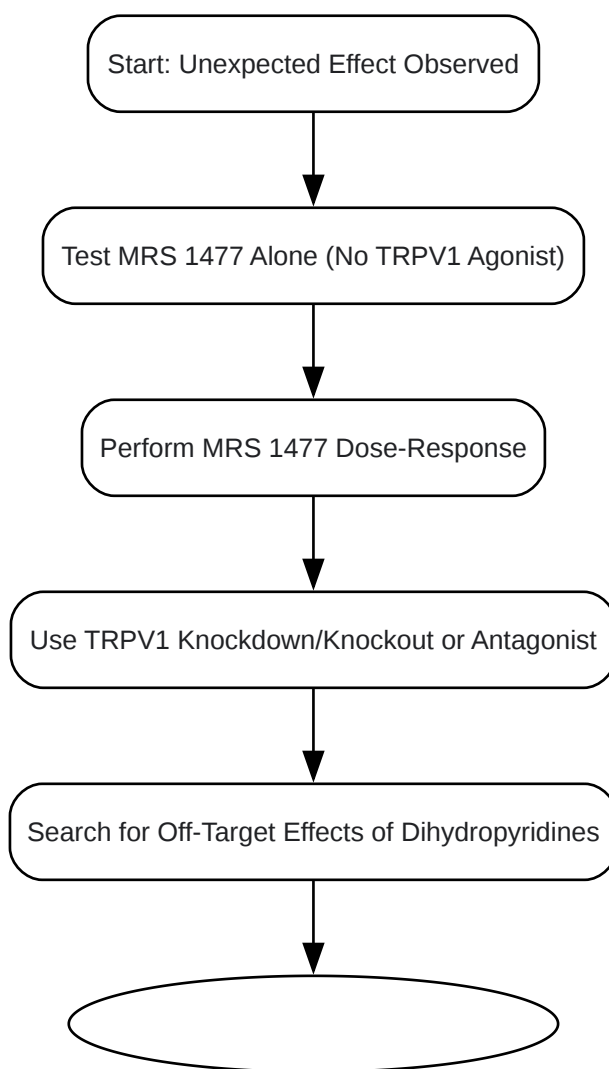 Start: Unexpected Effect Observed
Test MRS 1477 Alone (No TRPV1 Agonist)
Perform MRS 1477 Dose-Response
Use TRPV1 Knockdown/Knockout or Antagonist
Search for Off-Target Effects of Dihydropyridines